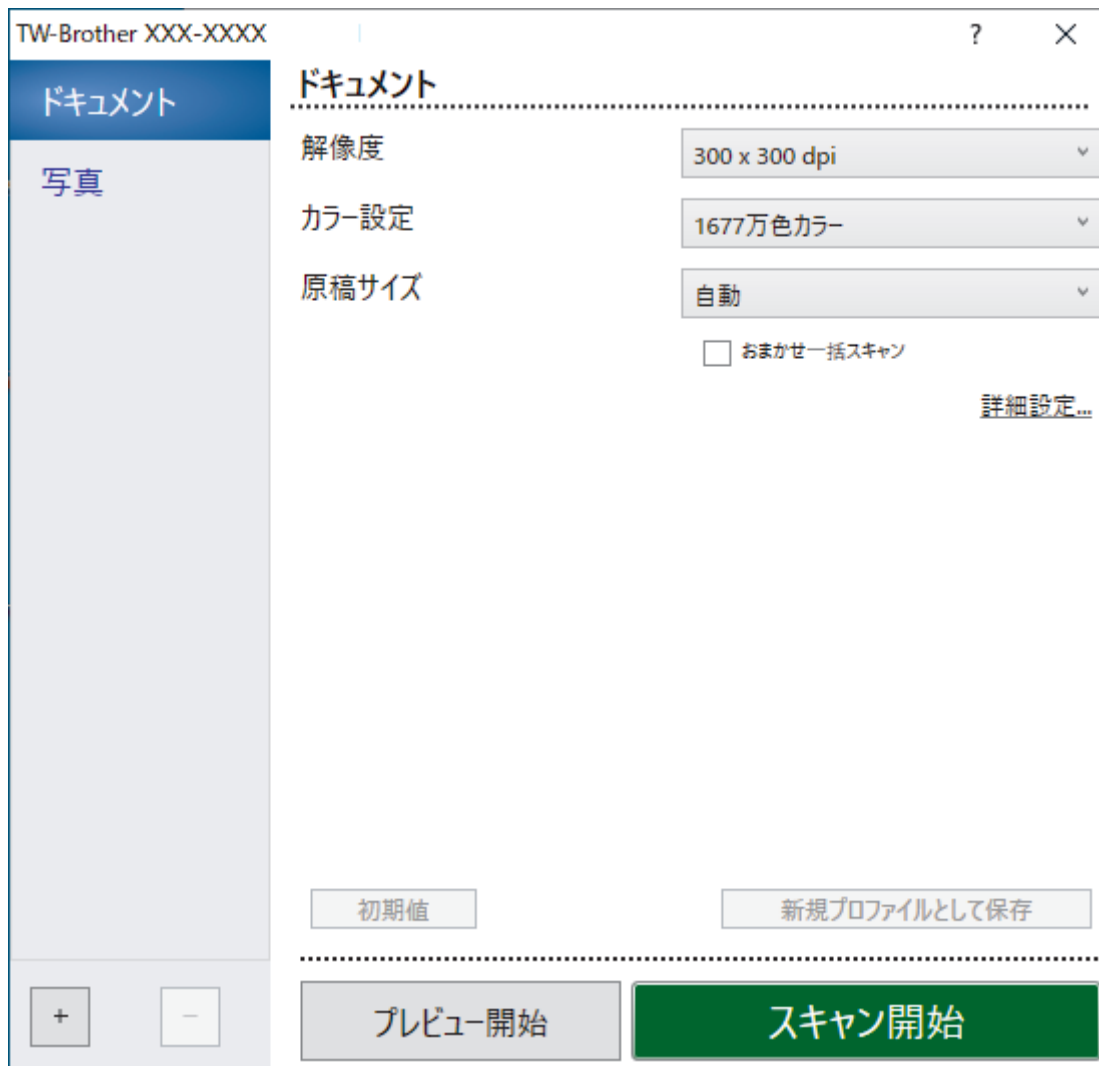 TW-Brother XXX-XXXX
?
ドキュメント
写真
ドキュメント
解像度
300 x 300 dpi
カラー設定
1677万色カラー
原稿サイズ
自動
おまかせ一括スキャン
詳細設定...
初期値
新規プロファイルとして保存
+
−
プレビュー開始
スキャン開始